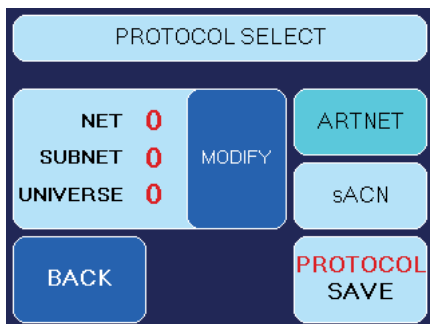 PROTOCOL SELECT
NET 0
SUBNET 0
UNIVERSE 0
MODIFY
ARTNET
sACN
BACK
PROTOCOL
SAVE